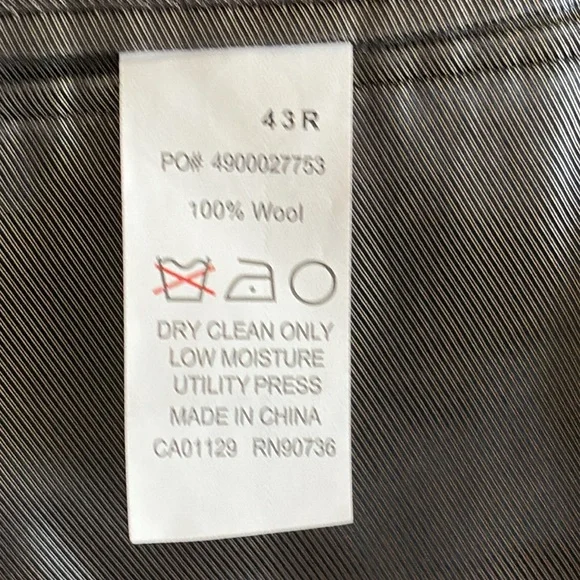 43R
PO# 4900027753
100% Wool
DRY CLEAN ONLY
LOW MOISTURE
UTILITY PRESS
MADE IN CHINA
CA01129 RN90736